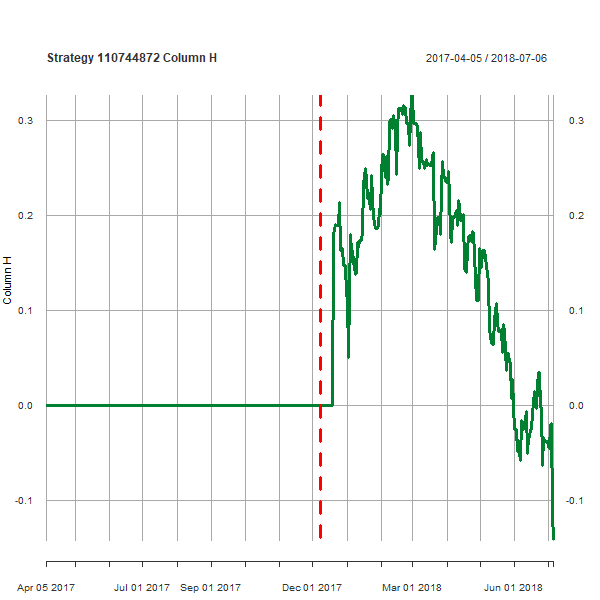 Strategy 110744872 Column H
2017-04-05 / 2018-07-06
0.3 0.3
0.2 0.2
0.1 0.1
0.0 0.0
-0.1 -0.1
Column H
Apr 05 2017 Jul 01 2017 Sep 01 2017 Dec 01 2017 Mar 01 2018 Jun 01 2018